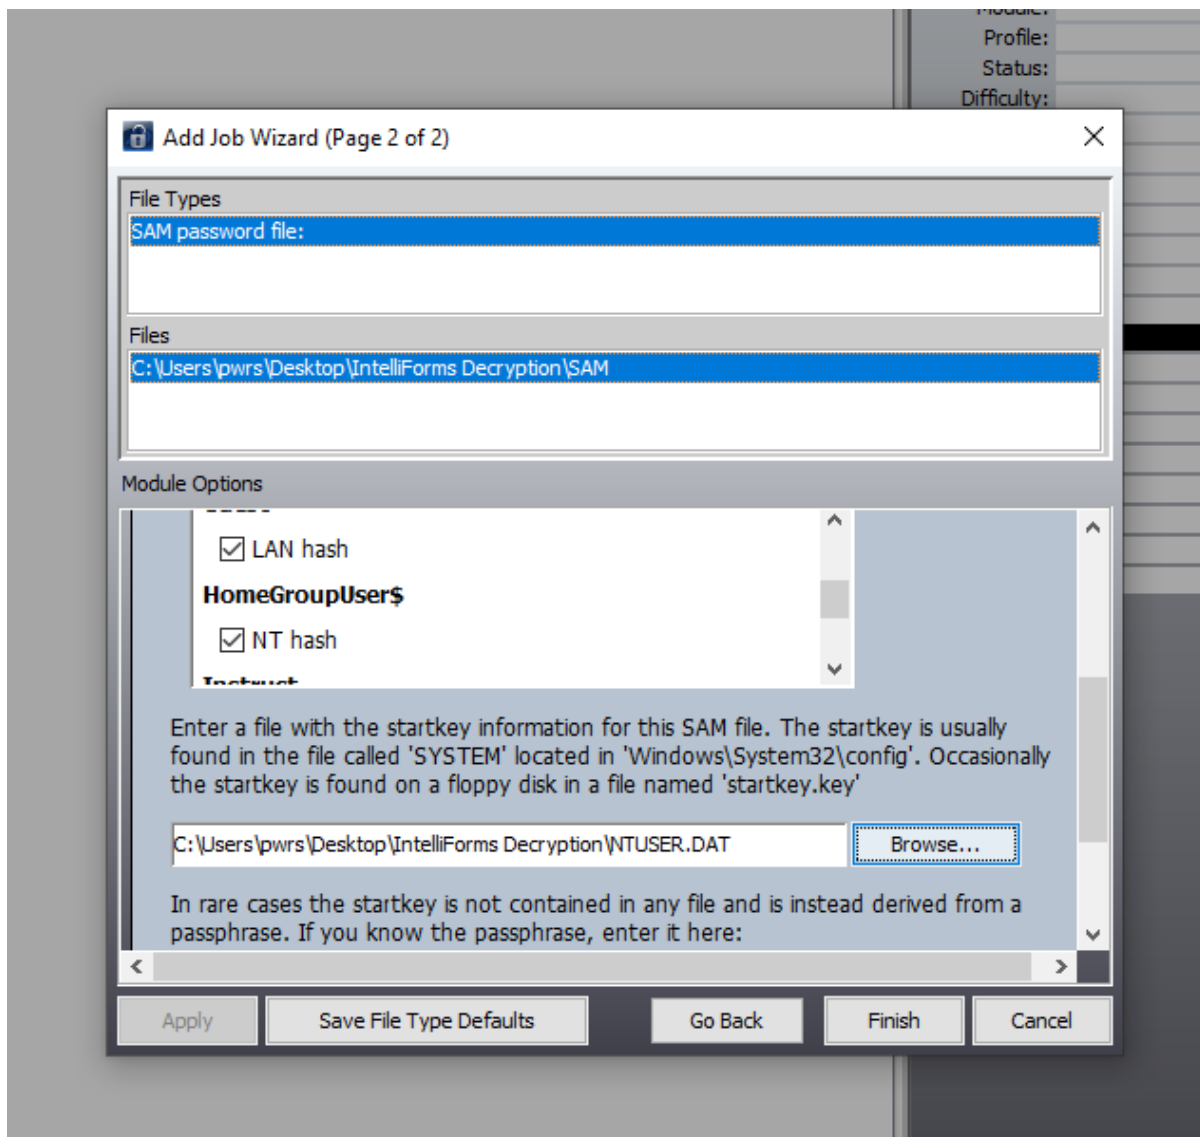 Profile:
Status:
Difficulty:
Add Job Wizard (Page 2 of 2)
File Types
SAM password file:
Files
C:\Users\pwrs\Desktop\IntelliForms Decryption\SAM
Module Options
LAN hash
HomeGroupUser$
NT hash
Enter a file with the startkey information for this SAM file. The startkey is usually
found in the file called 'SYSTEM' located in 'Windows\System32\config'. Occasionally
the startkey is found on a floppy disk in a file named 'startkey.key'
C:\Users\pwrs\Desktop\IntelliForms Decryption\NTUSER.DAT
Browse...
In rare cases the startkey is not contained in any file and is instead derived from a
passphrase. If you know the passphrase, enter it here:
Apply
Save File Type Defaults
Go Back
Finish
Cancel